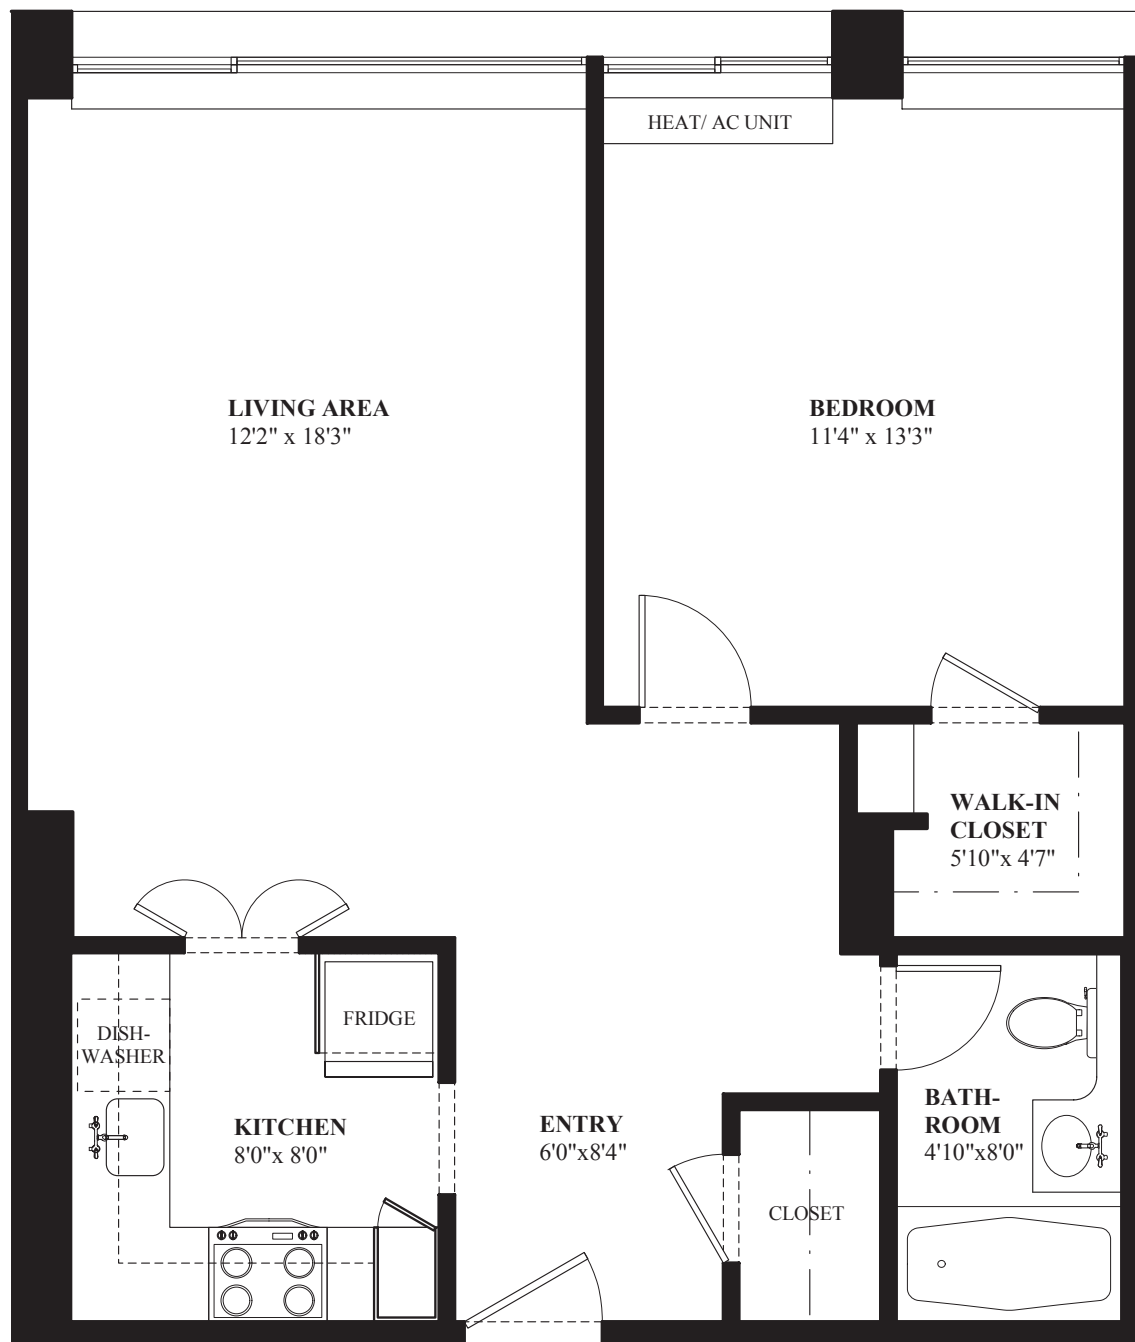 HEAT/ AC UNIT
LIVING AREA
12'2" x 18'3"
BEDROOM
11'4" x 13'3"
WALK-IN
CLOSET
5'10"x 4'7"
DISH-
WASHER
FRIDGE
KITCHEN
8'0"x 8'0"
ENTRY
6'0"x8'4"
BATH-
ROOM
4'10"x8'0"
CLOSET